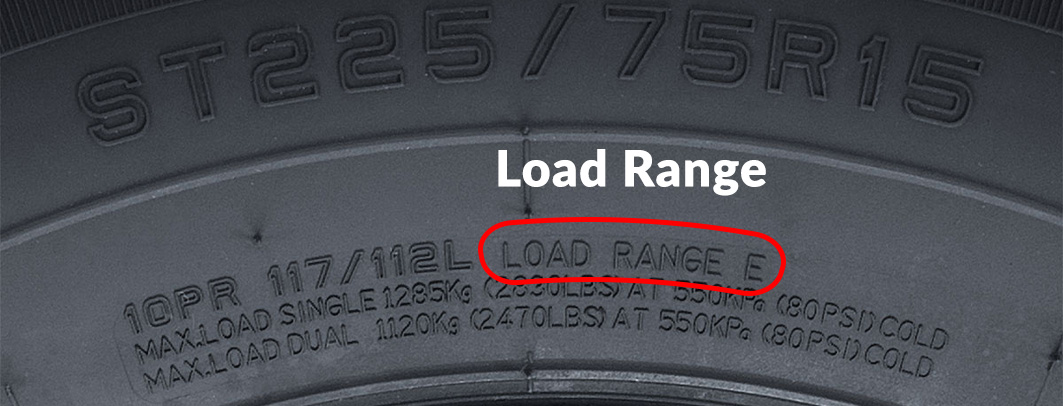 ST225/75R15
Load Range
10PR 117/112L LOAD RANGE E
MAX.LOAD SINGLE 1285Kg (2830LBS) AT 550KPa (80PSI) COLD
MAX.LOAD DUAL 1120Kg (2470LBS) AT 550KPa (80PSI) COLD